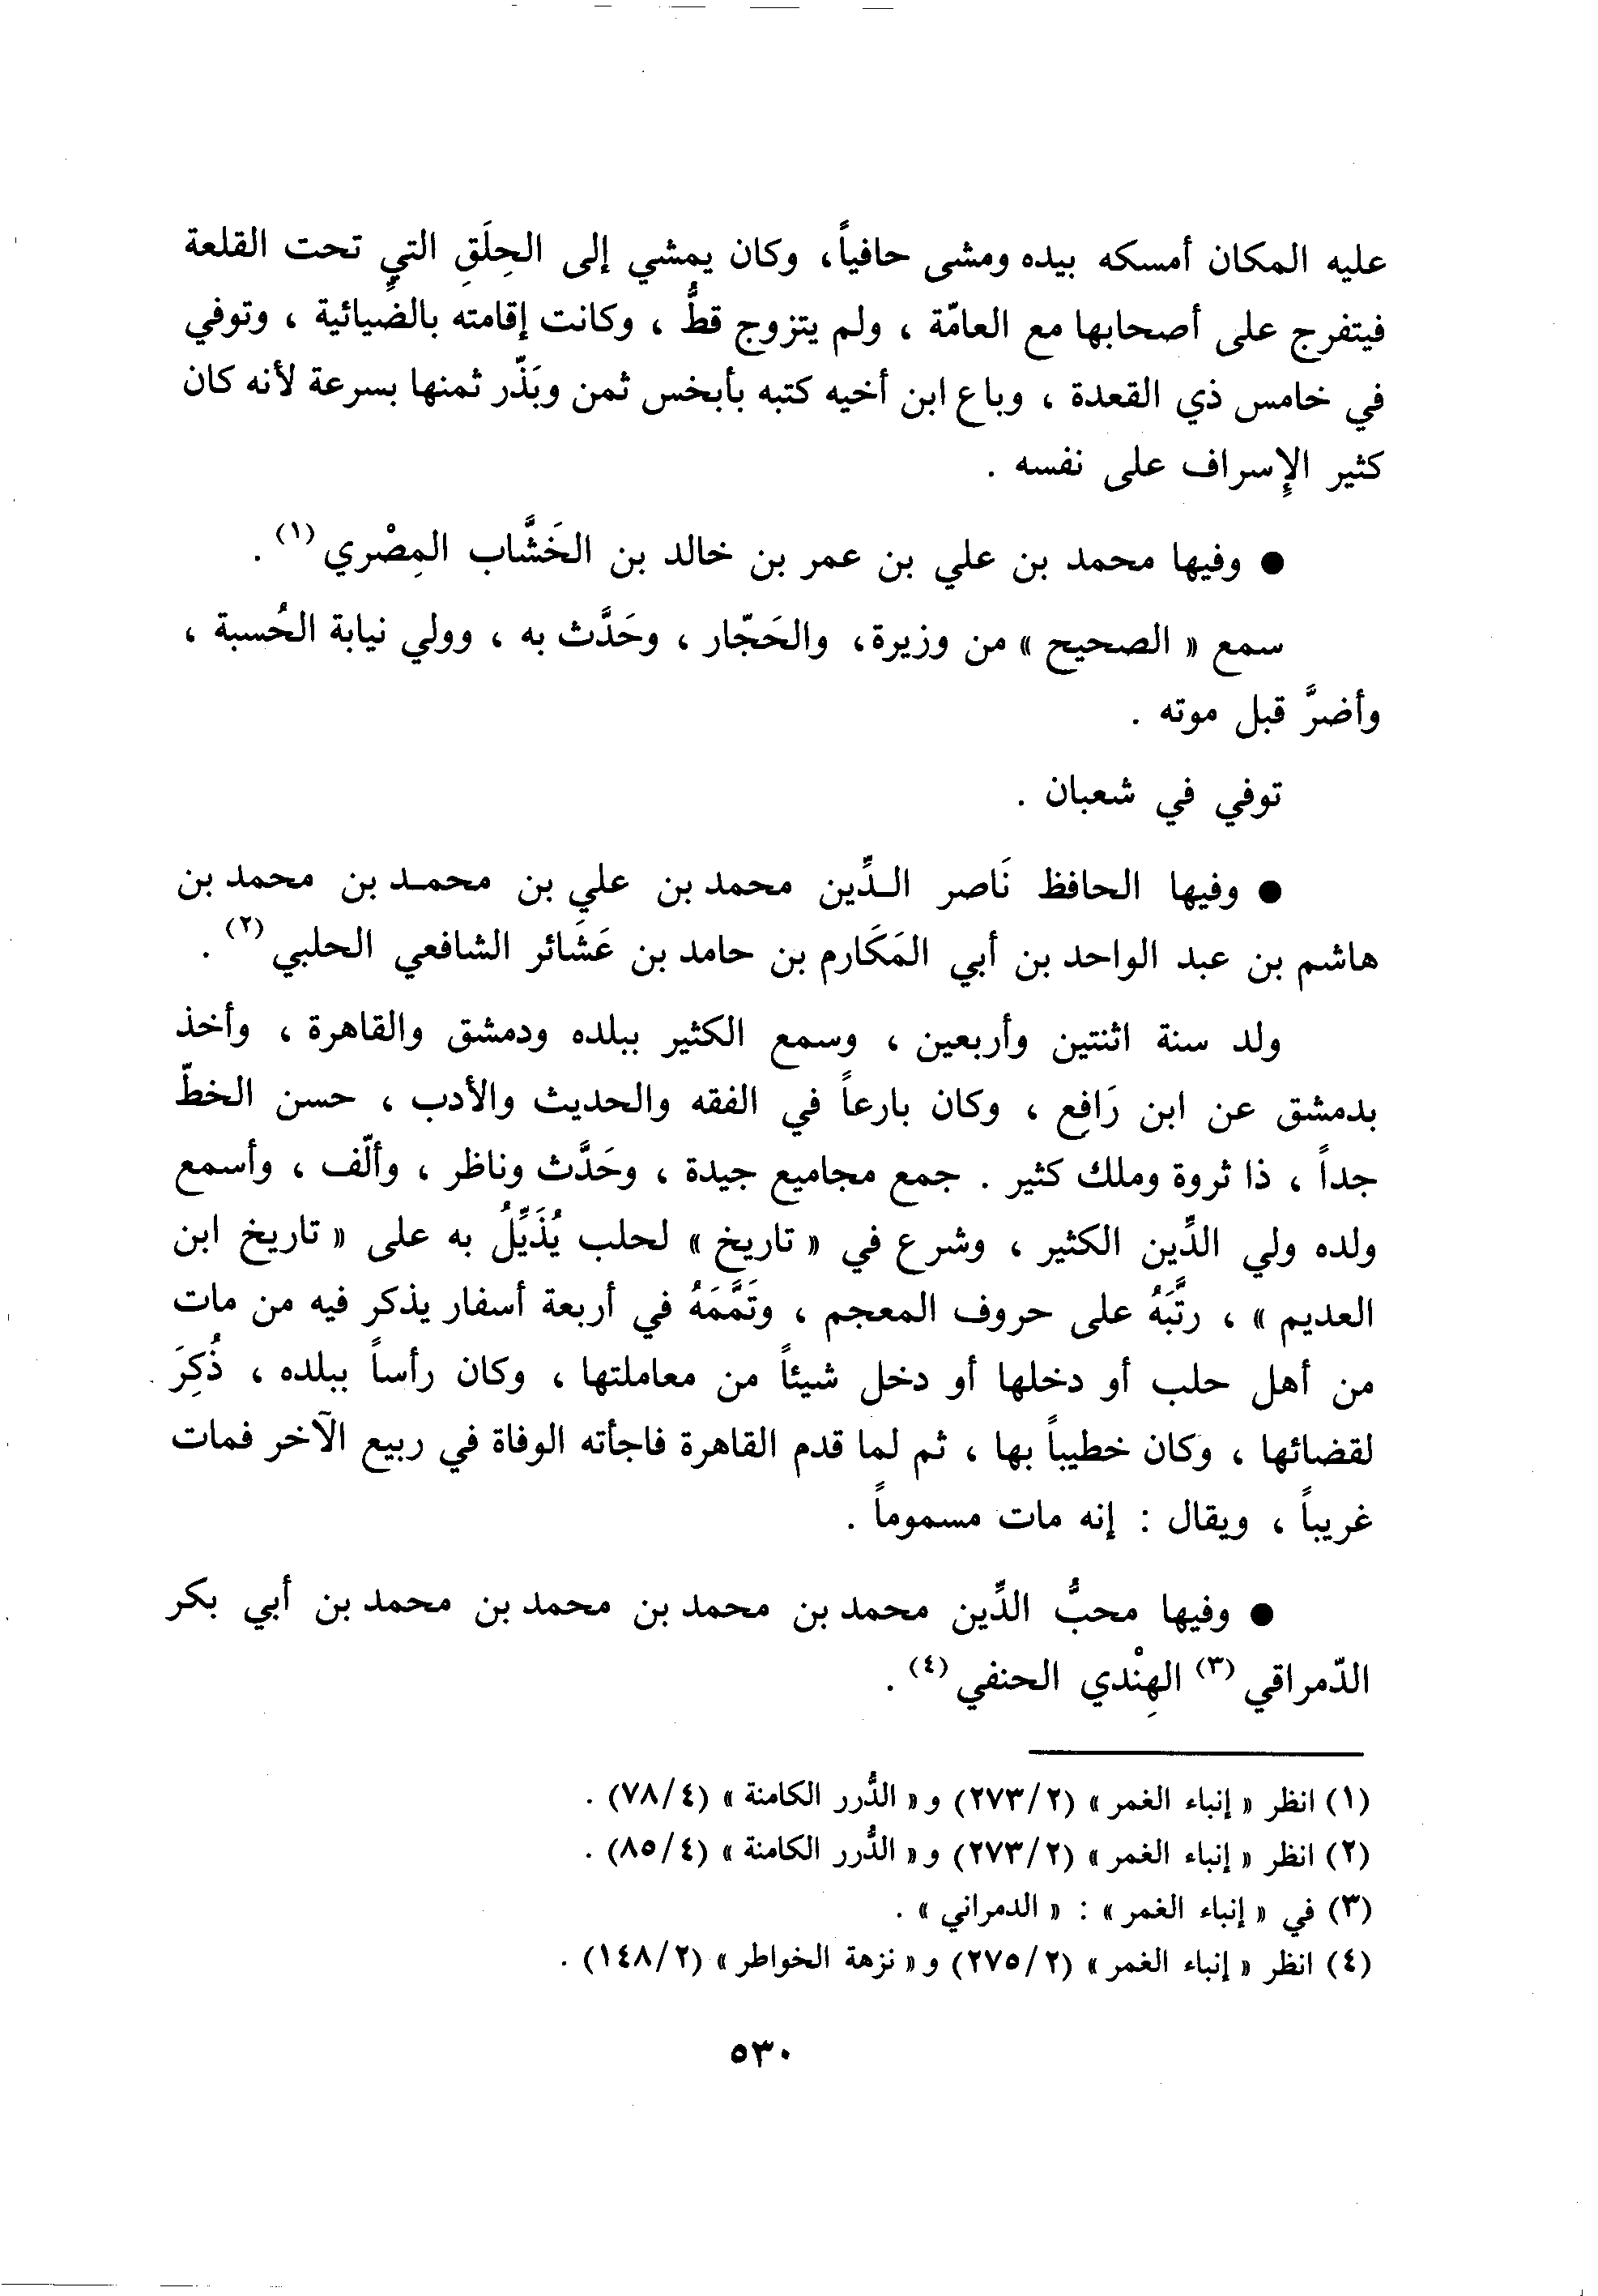 عليه المكان أمسكه بيده ومشى حافياً، وكان يمشي إلى الحِلَقِ التي تحت القلعة
فيتفرج على أصحابها مع العامّة ، ولم يتزوج قطُّ ، وكانت إقامته بالضِّيائية ، وتوفي
في خامس ذي القعدة ، وباع ابن أخيه كتبه بأبخس ثمن وبَذّر ثمنها بسرعة لأنه كان
كثير الإِسراف على نفسه .
● وفيها محمد بن علي بن عمر بن خالد بن الخَشَّاب المِصْري (١) .
سمع « الصحيح » من وزيرة، والحَجّار ، وحَدَّث به ، وولي نيابة الحُسبة ،
وأضرَّ قبل موته .
توفي في شعبان .
● وفيها الحافظ نَاصر الـدِّين محمد بن علي بن محمـد بن محمد بن
هاشم بن عبد الواحد بن أبي المَكَارم بن حامد بن عَشَائر الشافعي الحلبي (٢) .
ولد سنة اثنتين وأربعين ، وسمع الكثير ببلده ودمشق والقاهرة ، وأخذ
بدمشق عن ابن رَافع ، وكان بارعاً في الفقه والحديث والأدب ، حسن الخطّ
جداً ، ذا ثروة وملك كثير . جمع مجاميع جيدة ، وحَدَّث وناظر ، وألّف ، وأسمع
ولده ولي الدِّين الكثير ، وشرع في « تاريخ » لحلب يُذَيِّلُ به على « تاريخ ابن
العديم » ، رتَّبَهُ على حروف المعجم ، وتَمَّمَهُ في أربعة أسفار يذكر فيه من مات
من أهل حلب أو دخلها أو دخل شيئاً من معاملتها ، وكان رأساً ببلده ، ذُكِرَ
لقضائها ، وكان خطيباً بها ، ثم لما قدم القاهرة فاجأته الوفاة في ربيع الآخر فمات
غريباً ، ويقال : إنه مات مسموماً .
● وفيها محبُّ الدِّين محمد بن محمد بن محمد بن محمد بن أبي بكر
الدّمراقي (٣) الهِنْدي الحنفي (٤) .
(١) انظر « إنباء الغمر » (٢/٢٧٣) و « الدُّرر الكامنة » (٤/٧٨) .
(٢) انظر « إنباء الغمر » (٢/٢٧٣) و « الدُّرر الكامنة » (٤/٨٥) .
(٣) في « إنباء الغمر » : « الدمراني » .
(٤) انظر « إنباء الغمر » (٢/٢٧٥) و « نزهة الخواطر » (٢/١٤٨) .
٥٣٠